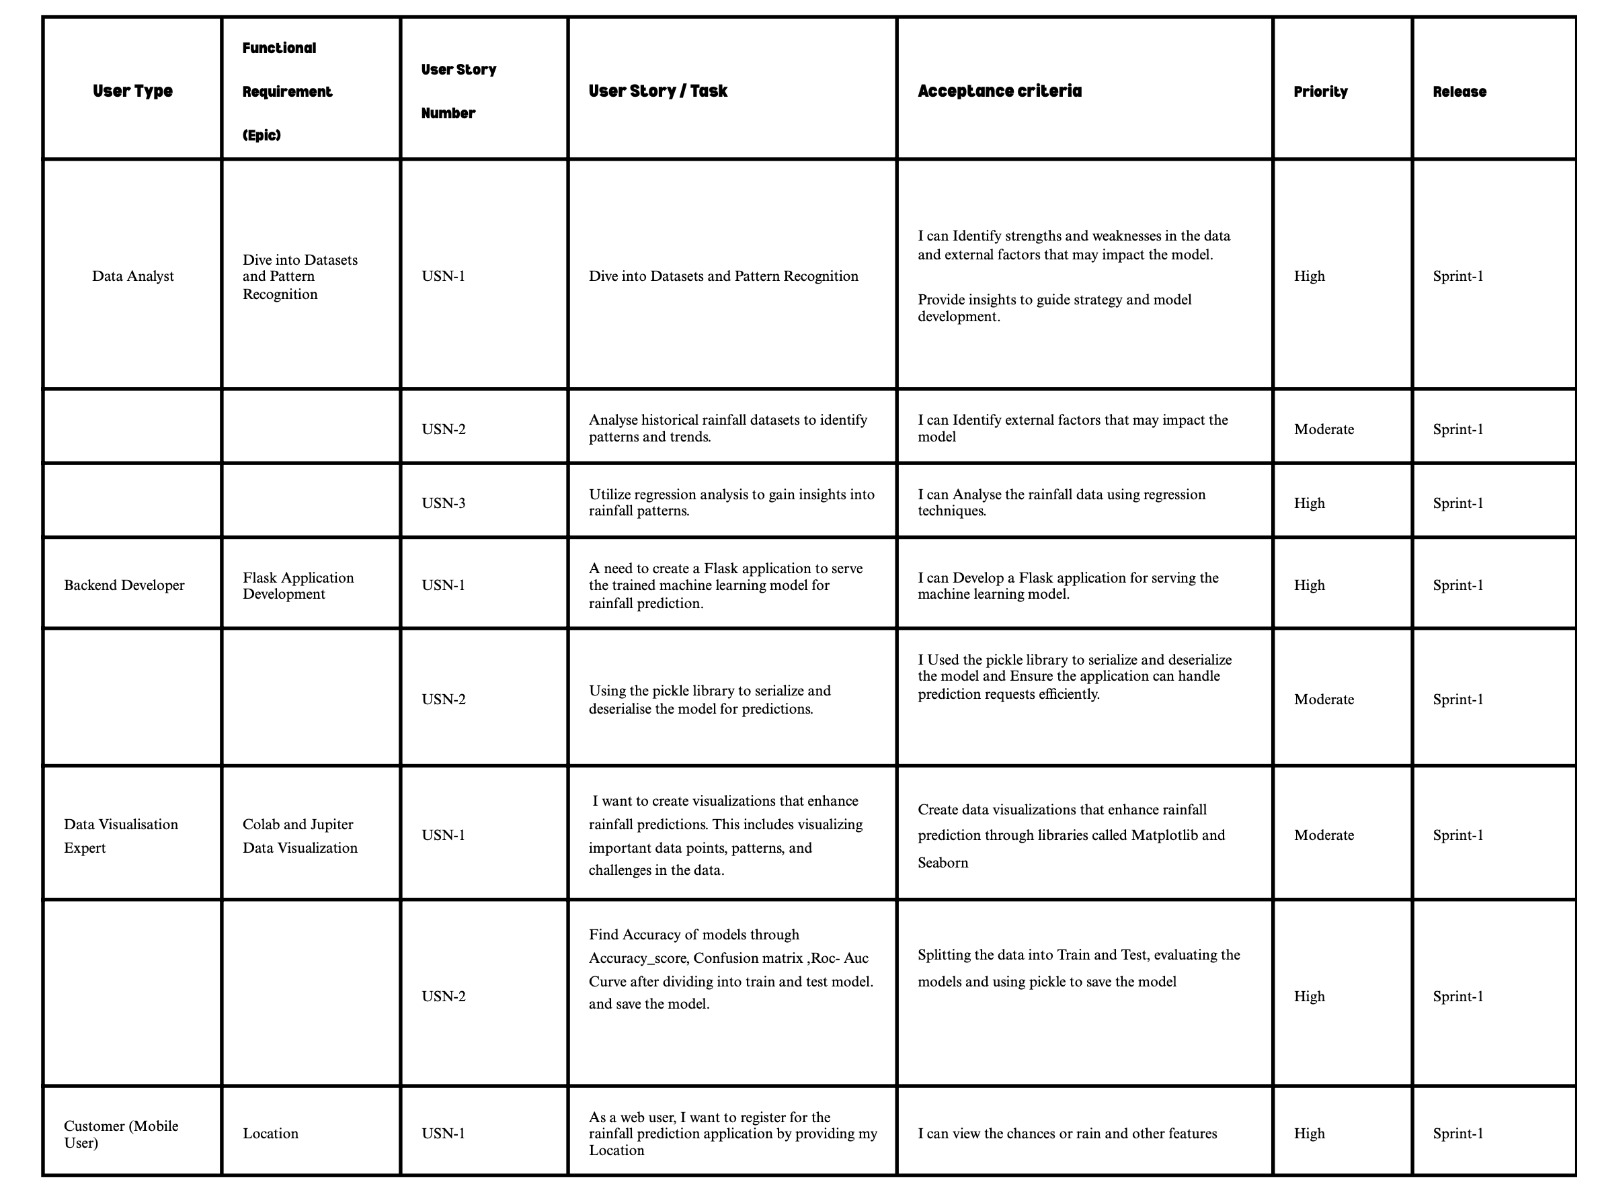 User Type
Functional
Requirement
(Epic)
User Story
Number
User Story / Task
Acceptance criteria
Priority
Release
Data Analyst
Dive into Datasets
and Pattern
Recognition
USN-1
Dive into Datasets and Pattern Recognition
I can Identify strengths and weaknesses in the data
and external factors that may impact the model.
Provide insights to guide strategy and model
development.
High
Sprint-1
USN-2
Analyse historical rainfall datasets to identify
patterns and trends.
I can Identify external factors that may impact the
model
Moderate
Sprint-1
USN-3
Utilize regression analysis to gain insights into
rainfall patterns.
I can Analyse the rainfall data using regression
techniques.
High
Sprint-1
Backend Developer
Flask Application
Development
USN-1
A need to create a Flask application to serve
the trained machine learning model for
rainfall prediction.
I can Develop a Flask application for serving the
machine learning model.
High
Sprint-1
USN-2
Using the pickle library to serialize and
deserialise the model for predictions.
I Used the pickle library to serialize and deserialize
the model and Ensure the application can handle
prediction requests efficiently.
Moderate
Sprint-1
Data Visualisation
Expert
Colab and Jupiter
Data Visualization
USN-1
I want to create visualizations that enhance
rainfall predictions. This includes visualizing
important data points, patterns, and
challenges in the data.
Create data visualizations that enhance rainfall
prediction through libraries called Matplotlib and
Seaborn
Moderate
Sprint-1
USN-2
Find Accuracy of models through
Accuracy_score, Confusion matrix ,Roc- Auc
Curve after dividing into train and test model.
and save the model.
Splitting the data into Train and Test, evaluating the
models and using pickle to save the model
High
Sprint-1
Customer (Mobile
User)
Location
USN-1
As a web user, I want to register for the
rainfall prediction application by providing my
Location
I can view the chances or rain and other features
High
Sprint-1